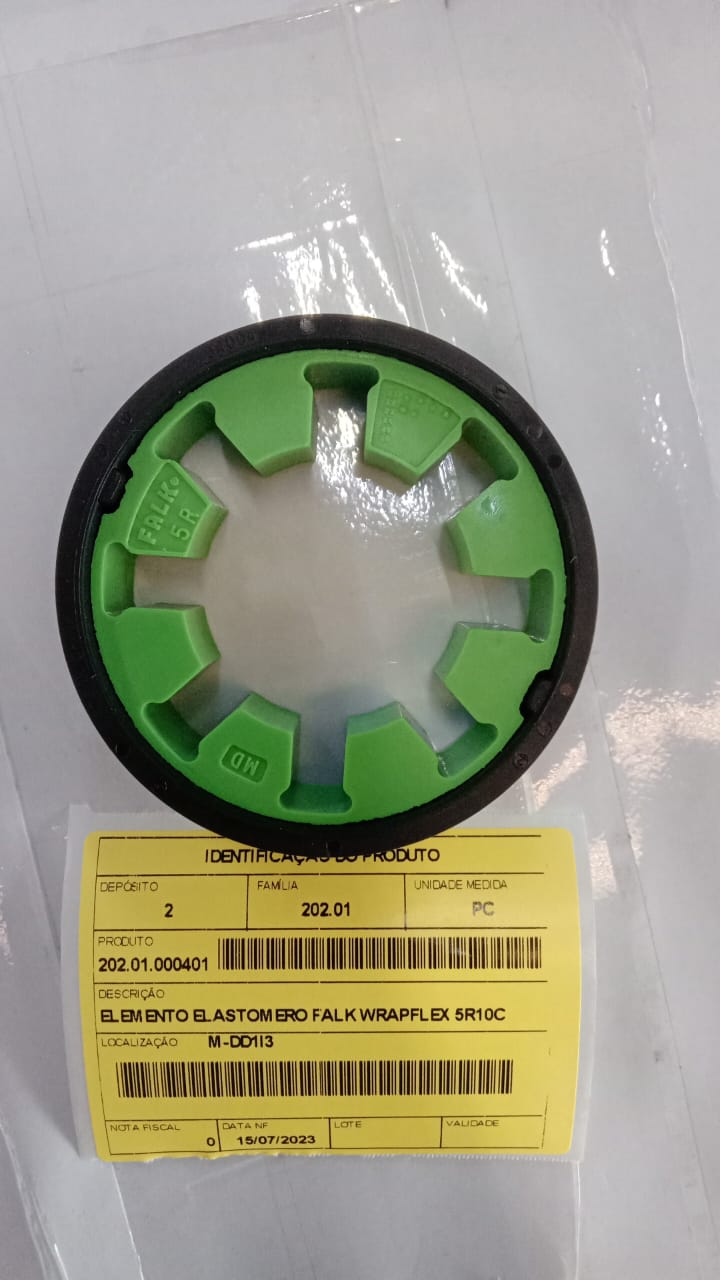 FALK
5R
MD
IDENTIFICAÇÃO DO PRODUTO
DEPÓSITO
2
FAMÍLIA
202.01
UNIDADE MEDIDA
PC
PRODUTO
202.01.000401
DESCRIÇÃO
ELEMENTO ELASTOMERO FALK WRAPFLEX 5R10C
LOCALIZAÇÃO M-DD1I3
NOTA FISCAL
0
DATA NF
15/07/2023
LOTE
VALIDADE